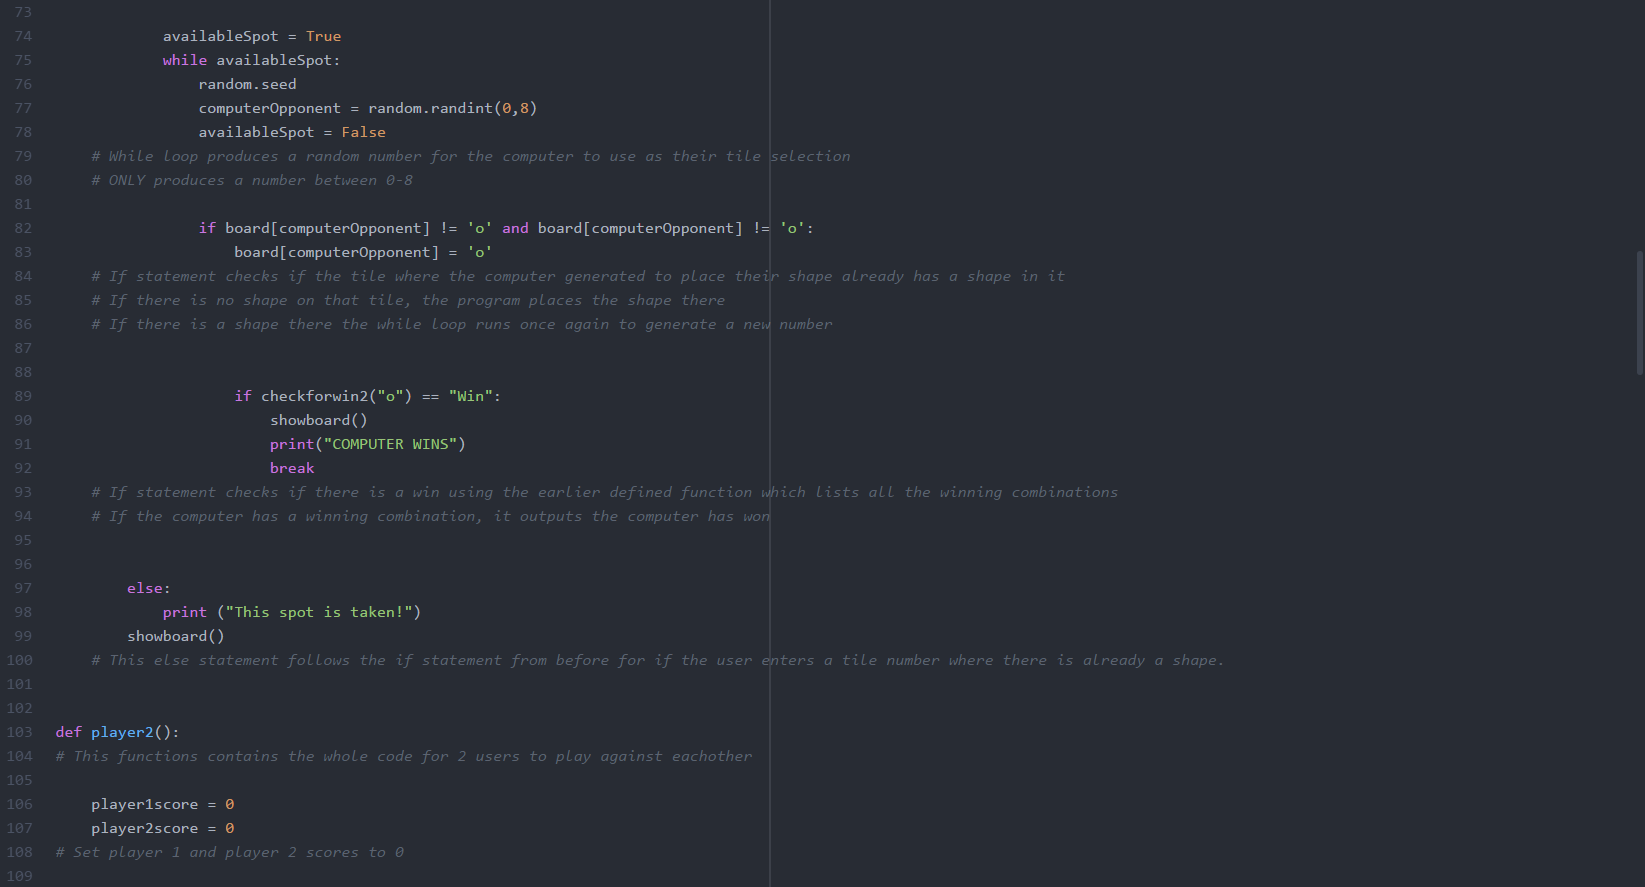 73
74 availableSpot = True
75 while availableSpot:
76 random.seed
77 computerOpponent = random.randint(0,8)
78 availableSpot = False
79 # While loop produces a random number for the computer to use as their tile selection
80 # ONLY produces a number between 0-8
81
82 if board[computerOpponent] != 'o' and board[computerOpponent] != 'o':
83 board[computerOpponent] = 'o'
84 # If statement checks if the tile where the computer generated to place their shape already has a shape in it
85 # If there is no shape on that tile, the program places the shape there
86 # If there is a shape there the while loop runs once again to generate a new number
87
88
89 if checkforwin2("o") == "Win":
90 showboard()
91 print("COMPUTER WINS")
92 break
93 # If statement checks if there is a win using the earlier defined function which lists all the winning combinations
94 # If the computer has a winning combination, it outputs the computer has won
95
96
97 else:
98 print ("This spot is taken!")
99 showboard()
100 # This else statement follows the if statement from before for if the user enters a tile number where there is already a shape.
101
102
103 def player2():
104 # This functions contains the whole code for 2 users to play against eachother
105
106 player1score = 0
107 player2score = 0
108 # Set player 1 and player 2 scores to 0
109